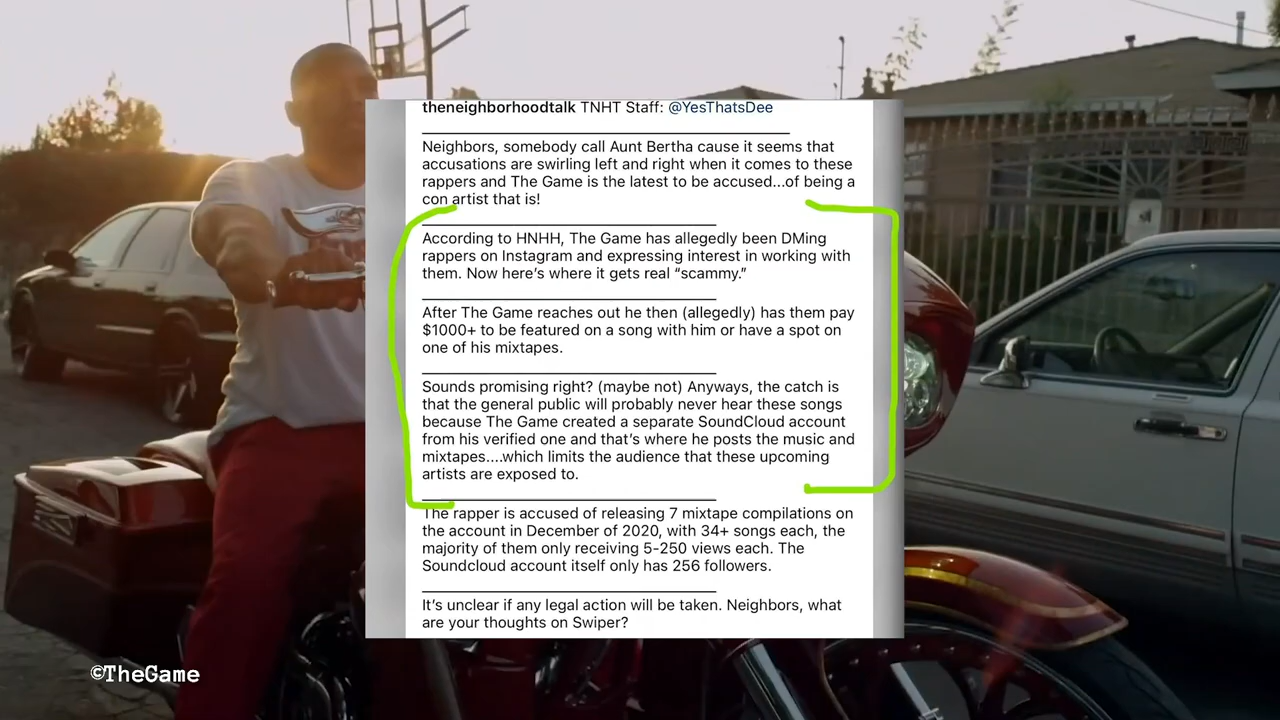 theneighborhoodtalk TNHT Staff: @YesThatsDee
Neighbors, somebody call Aunt Bertha cause it seems that
accusations are swirling left and right when it comes to these
rappers and The Game is the latest to be accused...of being a
con artist that is!
According to HNHH, The Game has allegedly been DMing
rappers on Instagram and expressing interest in working with
them. Now here’s where it gets real “scammy.”
After The Game reaches out he then (allegedly) has them pay
$1000+ to be featured on a song with him or have a spot on
one of his mixtapes.
Sounds promising right? (maybe not) Anyways, the catch is
that the general public will probably never hear these songs
because The Game created a separate SoundCloud account
from his verified one and that’s where he posts the music and
mixtapes....which limits the audience that these upcoming
artists are exposed to.
The rapper is accused of releasing 7 mixtape compilations on
the account in December of 2020, with 34+ songs each, the
majority of them only receiving 5-250 views each. The
Soundcloud account itself only has 256 followers.
It’s unclear if any legal action will be taken. Neighbors, what
are your thoughts on Swiper?
©TheGame